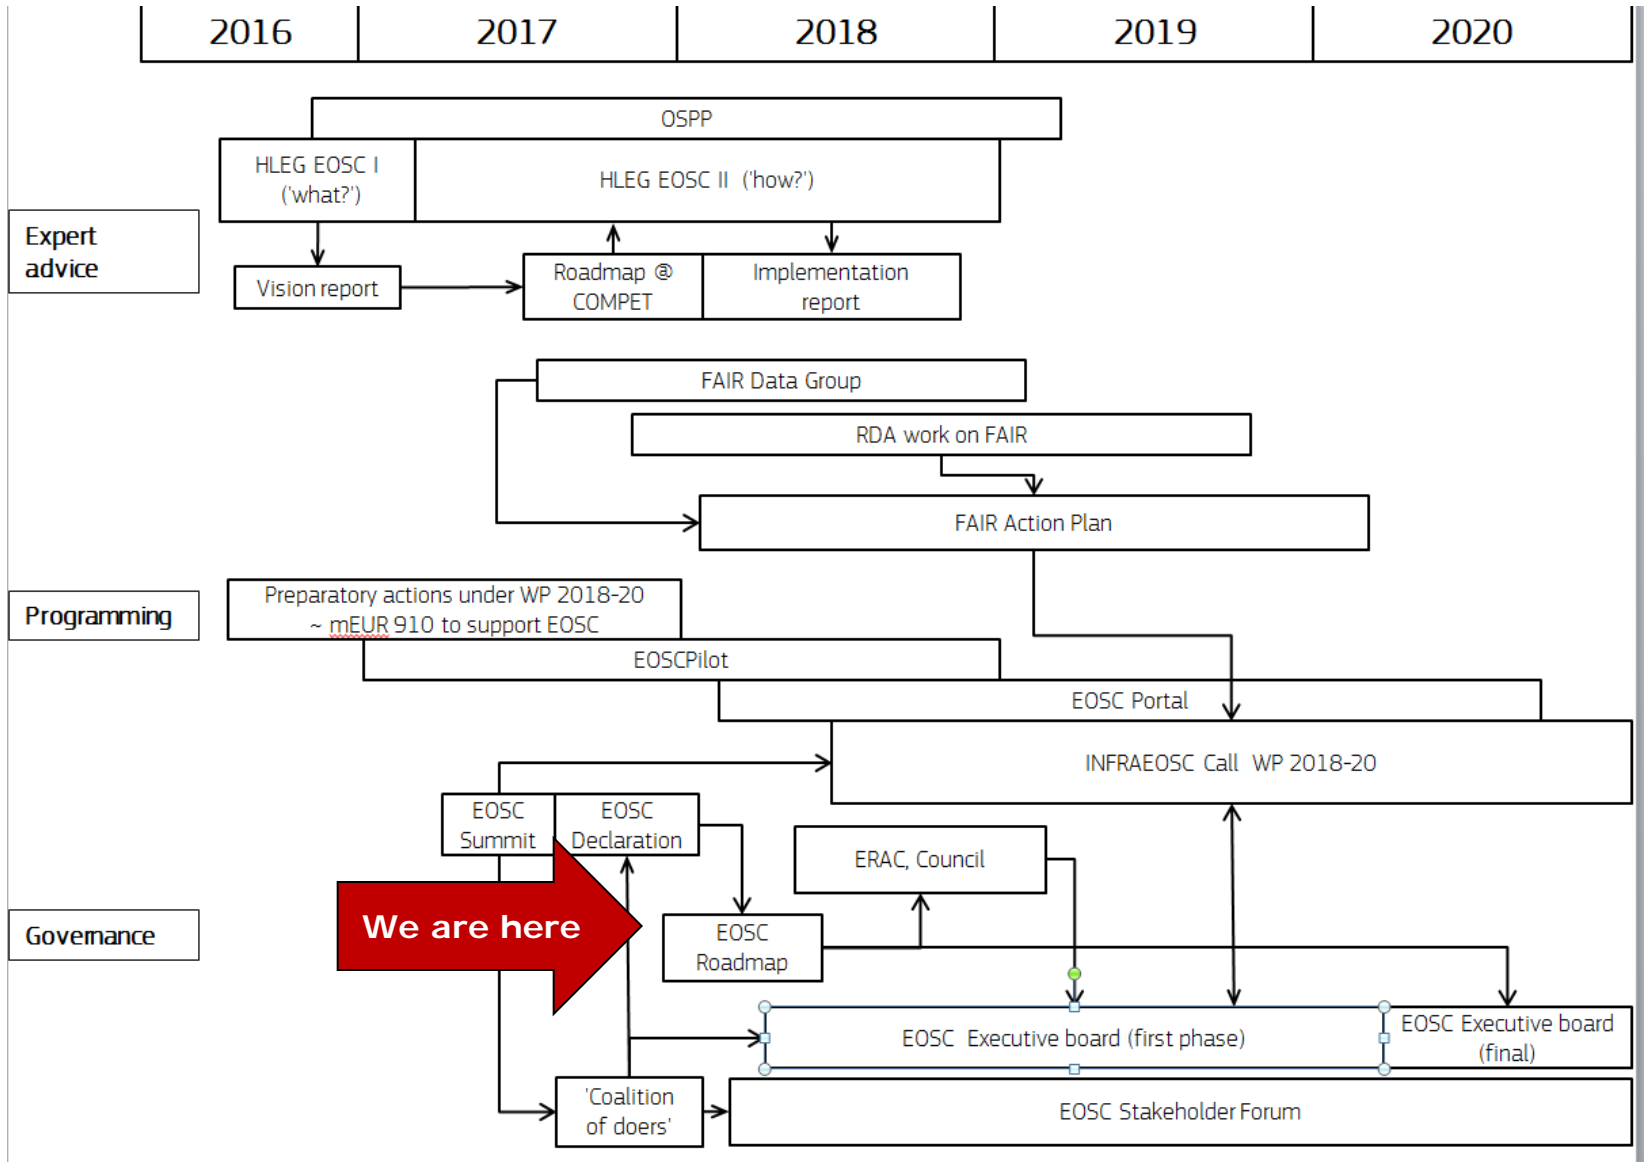 2016 2017 2018 2019 2020
OSPP
HLEG EOSC I
('what?')
HLEG EOSC II ('how?')
Expert
advice
Vision report
Roadmap @
COMPET
Implementation
report
FAIR Data Group
RDA work on FAIR
FAIR Action Plan
Programming
Preparatory actions under WP 2018-20
~ mEUR 910 to support EOSC
EOSCPilot
EOSC Portal
INFRAEOSC Call WP 2018-20
EOSC
Summit
EOSC
Declaration
ERAC, Council
Governance
We are here
EOSC
Roadmap
EOSC Executive board (first phase)
EOSC Executive board
(final)
'Coalition
of doers'
EOSC Stakeholder Forum